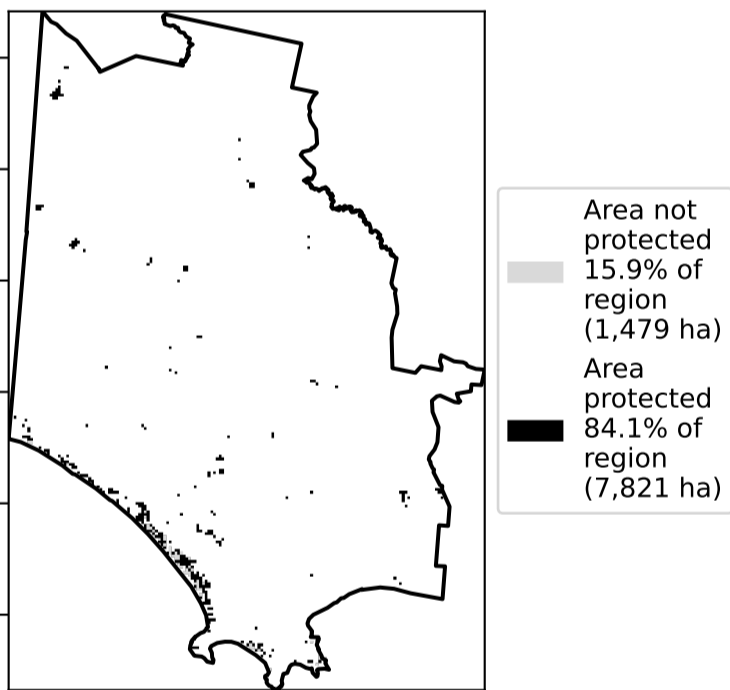 Area not
protected
15.9% of
region
(1,479 ha)
Area
protected
84.1% of
region
(7,821 ha)